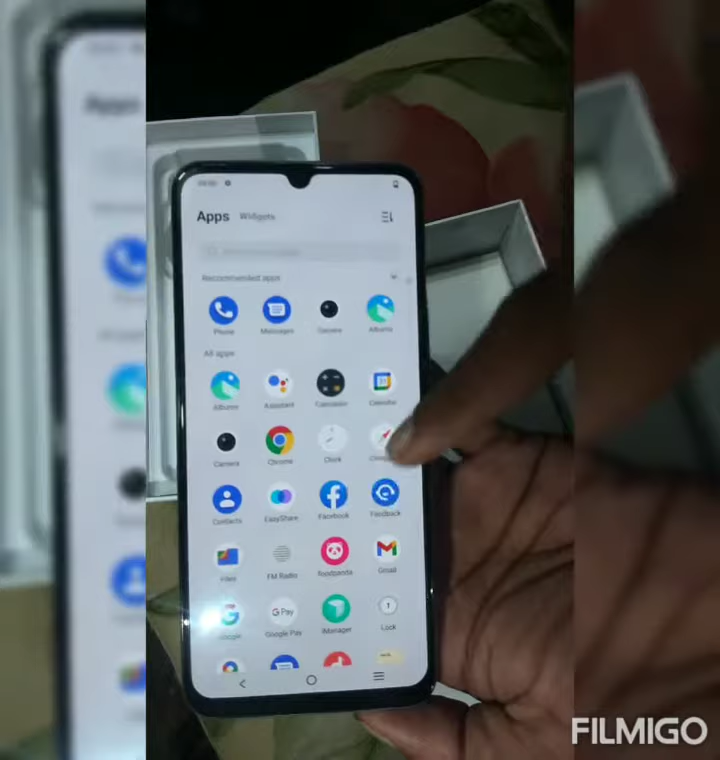 Apps Widgets
Recommended apps
Phone Messages Camera Albums
All apps
Albums Assistant Calculator Calendar
Camera Chrome Clock
Contacts EasyShare Facebook Feedback
Files FM Radio foodpanda Gmail
Google Google Pay iManager Lock
G Pay
FILMIGO